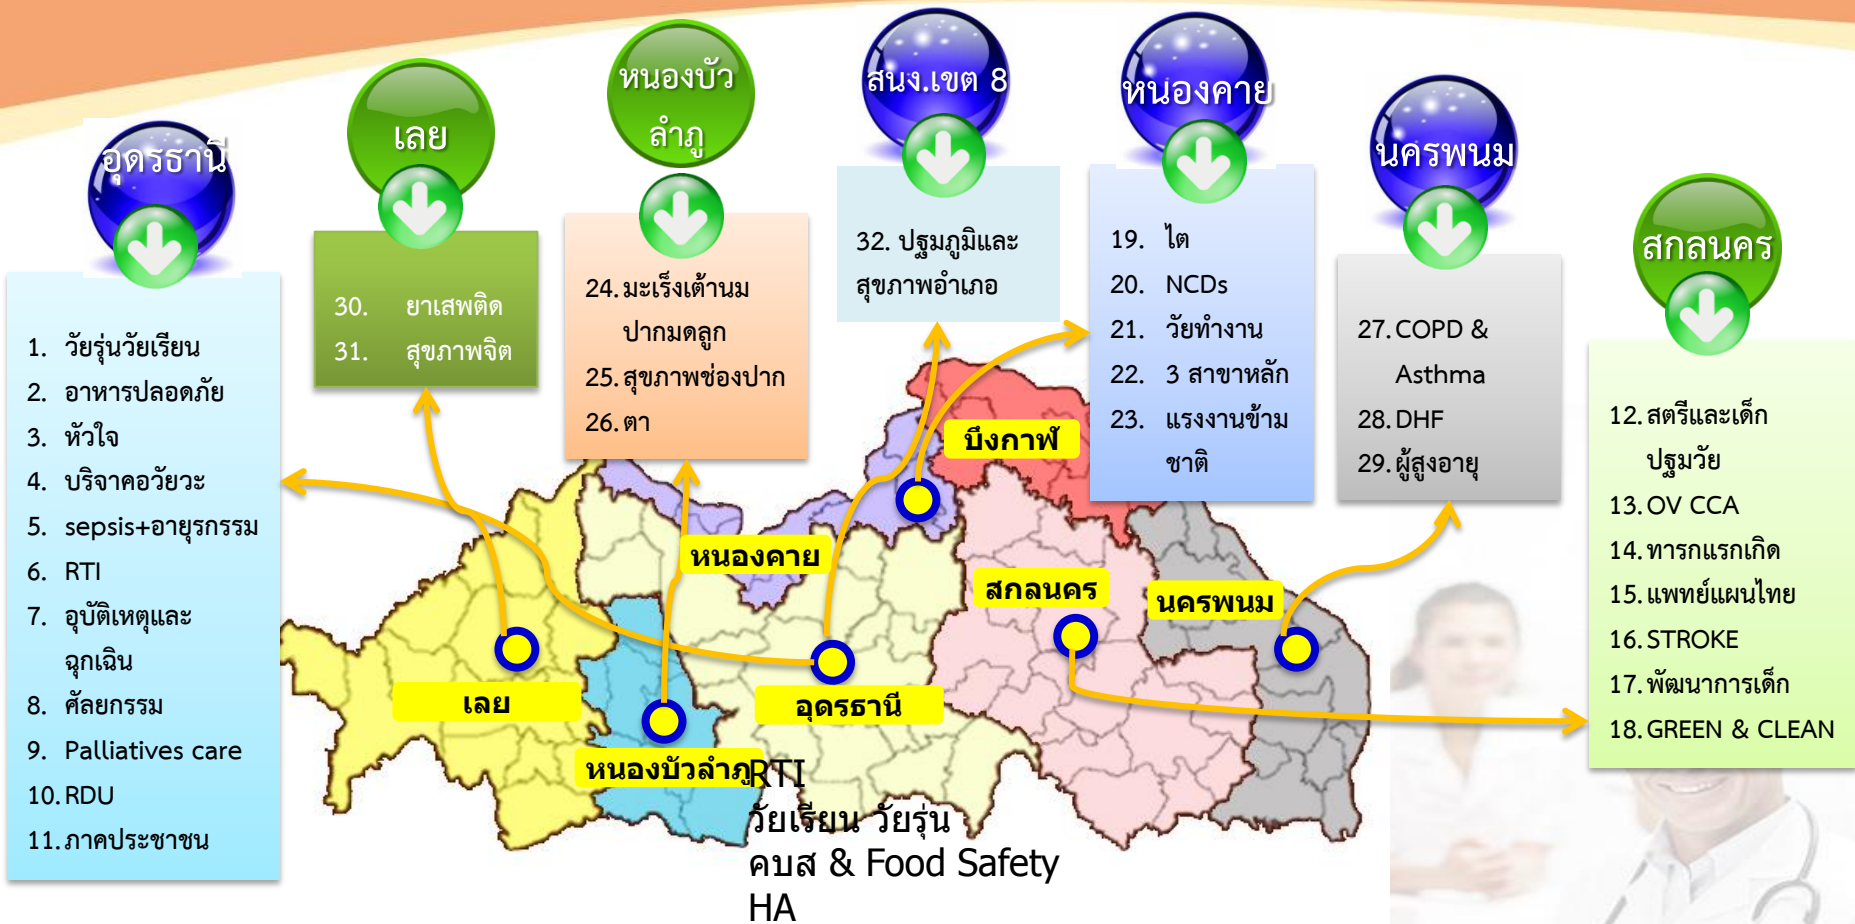 อุดรธานี
1. วัยรุ่นวัยเรียน
2. อาหารปลอดภัย
3. หัวใจ
4. บริจาคอวัยวะ
5. sepsis+อายุรกรรม
6. RTI
7. อุบัติเหตุและ
ฉุกเฉิน
8. ศัลยกรรม
9. Palliatives care
10. RDU
11. ภาคประชาชน
เลย
30. ยาเสพติด
31. สุขภาพจิต
หนองบัว
ลำภู
24. มะเร็งเต้านม
ปากมดลูก
25. สุขภาพช่องปาก
26. ตา
สนง.เขต 8
32. ปฐมภูมิและ
สุขภาพอำเภอ
หนองคาย
19. ไต
20. NCDs
21. วัยทำงาน
22. 3 สาขาหลัก
23. แรงงานข้าม
ชาติ
นครพนม
27. COPD &
Asthma
28. DHF
29. ผู้สูงอายุ
สกลนคร
12. สตรีและเด็ก
ปฐมวัย
13. OV CCA
14. ทารกแรกเกิด
15. แพทย์แผนไทย
16. STROKE
17. พัฒนาการเด็ก
18. GREEN & CLEAN
บึงกาฬ
หนองคาย
สกลนคร
นครพนม
เลย
อุดรธานี
หนองบัวลำภู
RTI
วัยเรียน วัยรุ่น
คบส & Food Safety
HA